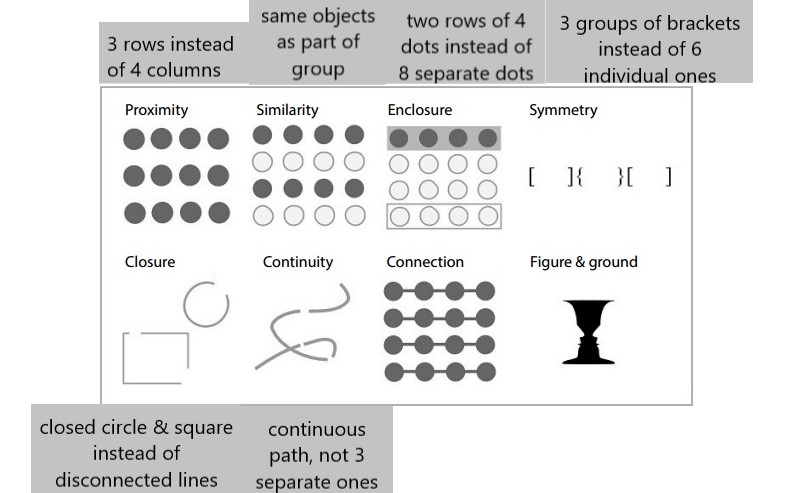 3 rows instead
of 4 columns
same objects
as part of
group
two rows of 4
dots instead of
8 separate dots
3 groups of brackets
instead of 6
individual ones
Proximity
Similarity
Enclosure
Symmetry
[ ]{ }[ ]
Closure
Continuity
Connection
Figure & ground
closed circle & square
instead of
disconnected lines
continuous
path, not 3
separate ones